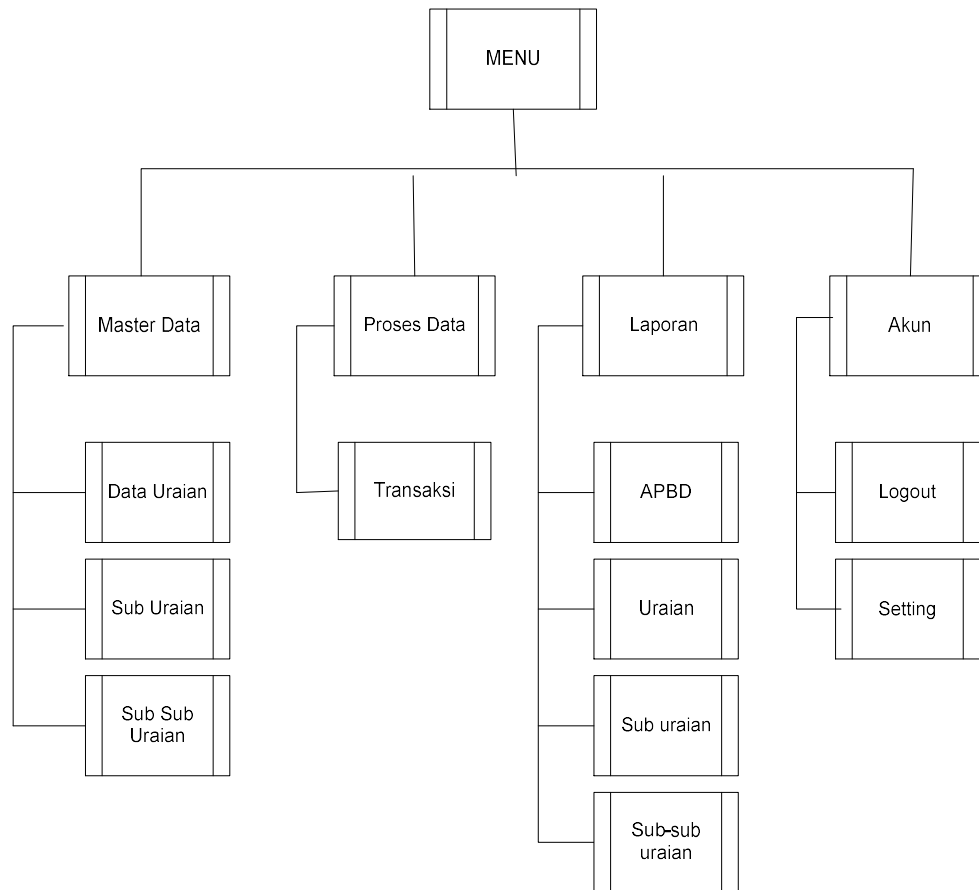 MENU
Master Data
Proses Data
Laporan
Akun
Data Uraian
Transaksi
APBD
Logout
Sub Uraian
Uraian
Setting
Sub Sub
Uraian
Sub uraian
Sub-sub
uraian